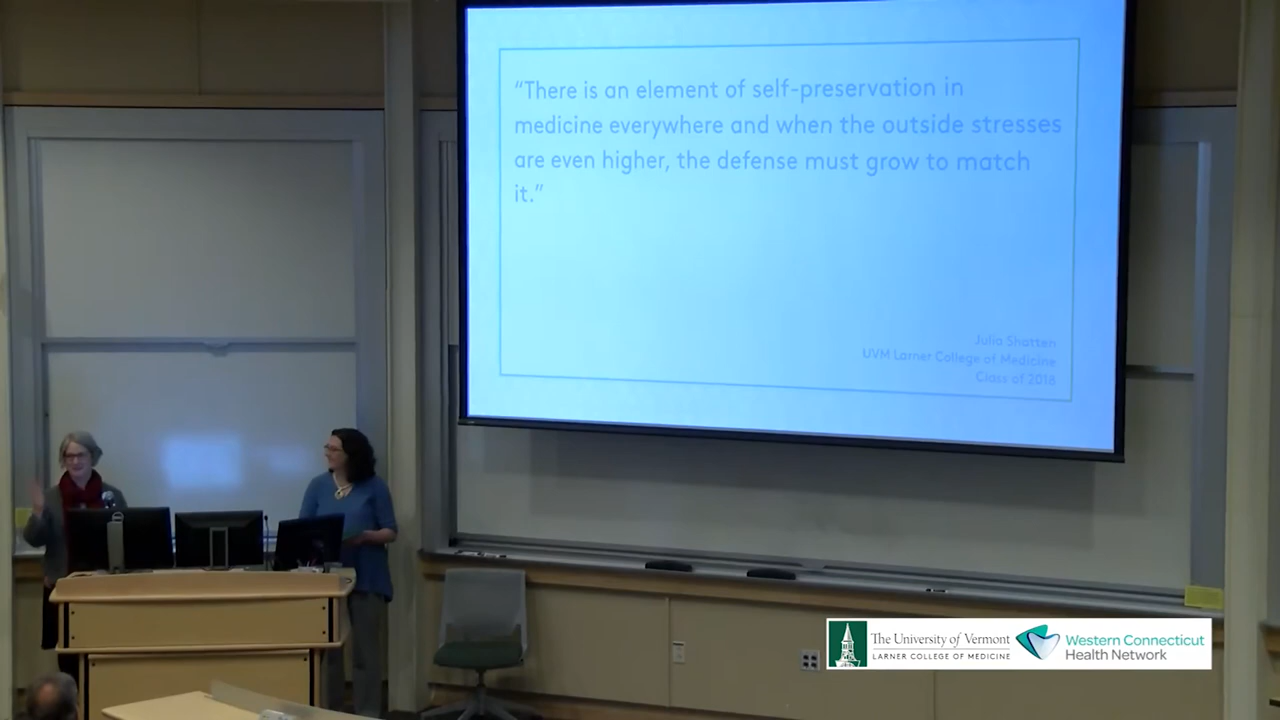 “There is an element of self-preservation in
medicine everywhere and when the outside stresses
are even higher, the defense must grow to match
it.”
Julia Shatten
UVM Larner College of Medicine
Class of 2018
The University of Vermont
LARNER COLLEGE OF MEDICINE
Western Connecticut
Health Network